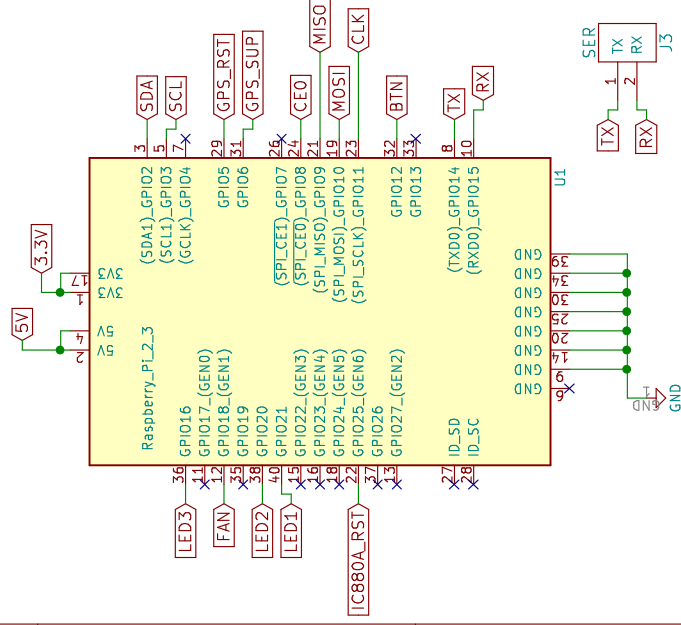 MISO
CLK
SDA
SCL
GPS_RST
GPS_SUP
CE0
MOSI
BTN
TX
RX
3
5
7
29
31
26
24
21
19
23
32
33
8
10
(SDA1)_GPIO2
(SCL1)_GPIO3
(GCLK)_GPIO4
GPIO5
GPIO6
(SPI_CE1)_GPIO7
(SPI_CE0)_GPIO8
(SPI_MISO)_GPIO9
(SPI_MOSI)_GPIO10
(SPI_SCLK)_GPIO11
GPIO12
GPIO13
(TXD0)_GPIO14
(RXD0)_GPIO15
U1
SER
TX
RX
J3
1
2
TX
RX
3.3V
17
3V3
1
3V3
5V
4
5V
2
5V
GND
39
GND
34
GND
30
GND
25
GND
20
GND
14
GND
9
GND
6
1
GND
GND
Raspberry_Pi_2_3
GPIO16
GPIO17_(GEN0)
GPIO18_(GEN1)
GPIO19
GPIO20
GPIO21
GPIO22_(GEN3)
GPIO23_(GEN4)
GPIO24_(GEN5)
GPIO25_(GEN6)
GPIO26
GPIO27_(GEN2)
ID_SD
ID_SC
36
11
12
35
38
40
15
16
18
22
37
13
27
28
LED3
FAN
LED2
LED1
IC880A_RST